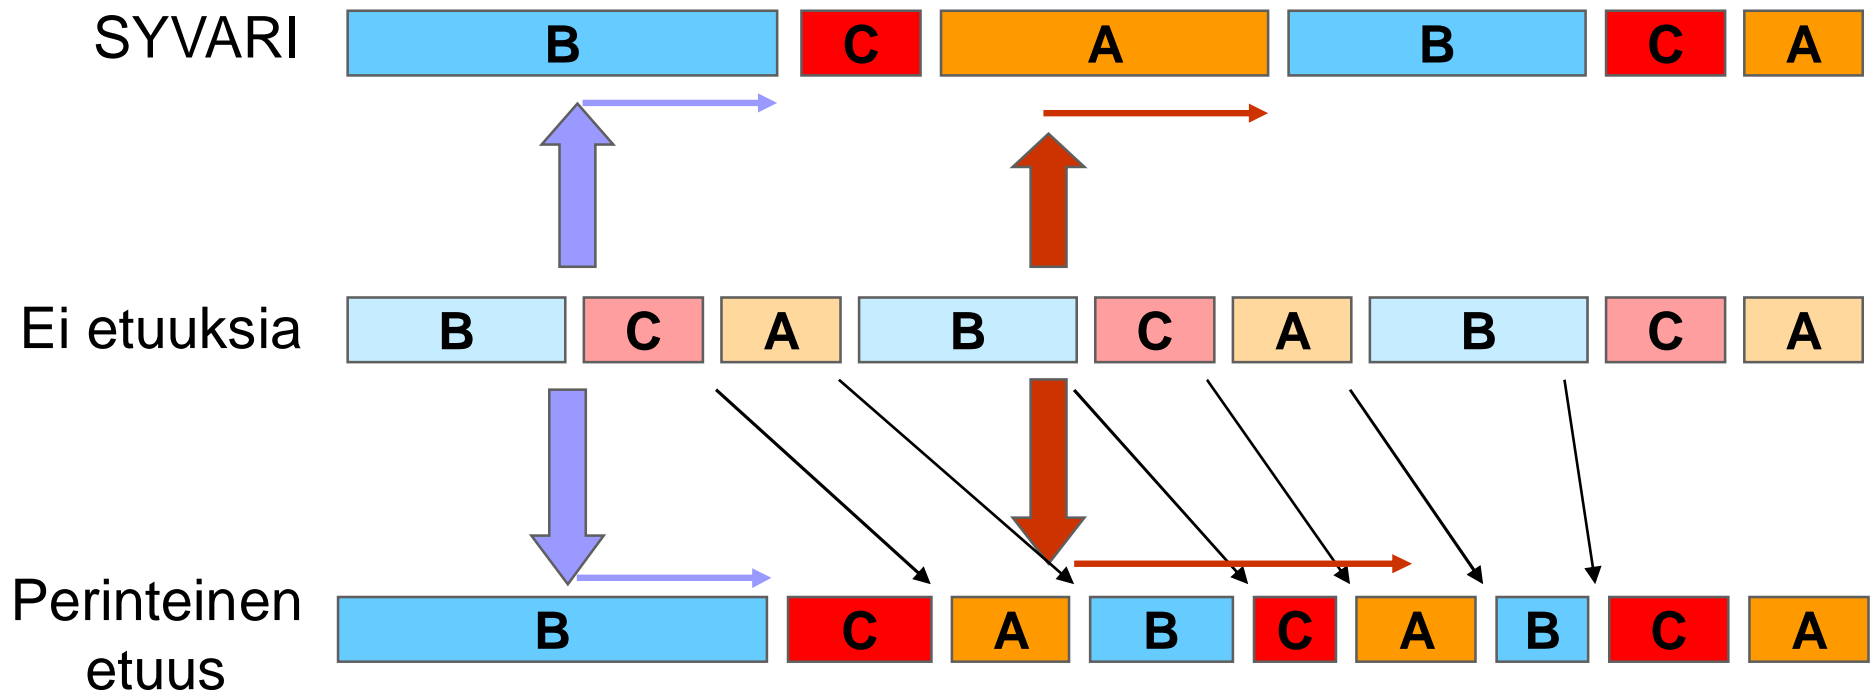 SYVARI B C A B C A
Ei etuuksia B C A B C A B C A
Perinteinen
etuus B C A B C A B C A